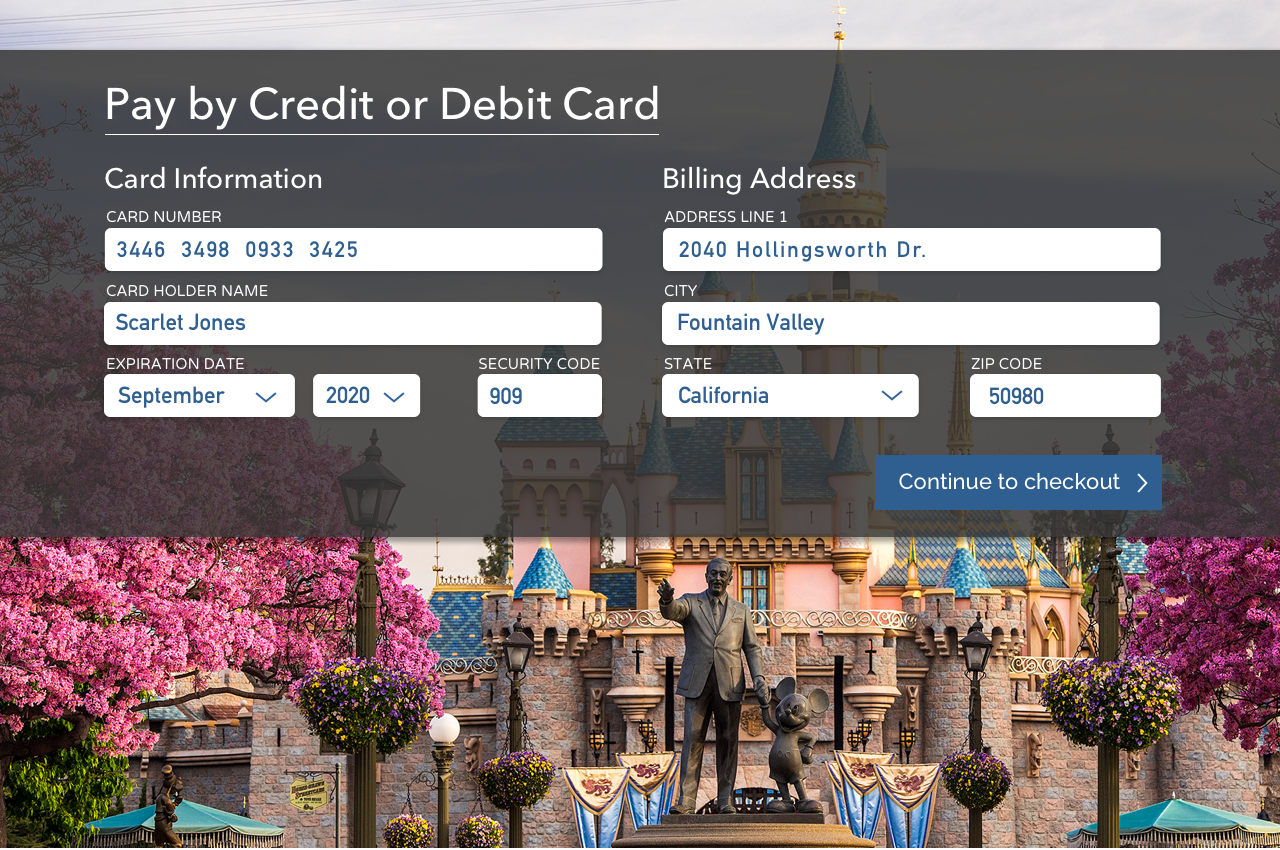 Pay by Credit or Debit Card
Card Information
CARD NUMBER
3446 3498 0933 3425
CARD HOLDER NAME
Scarlet Jones
EXPIRATION DATE
September
2020
SECURITY CODE
909
Billing Address
ADDRESS LINE 1
2040 Hollingsworth Dr.
CITY
Fountain Valley
STATE
California
ZIP CODE
50980
Continue to checkout